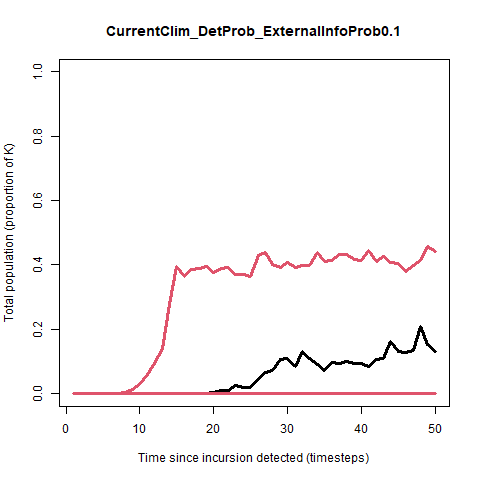 CurrentClim_DetProb_ExternalInfoProb0.1
Total population (proportion of K)
1.0
0.8
0.6
0.4
0.2
0.0
0 10 20 30 40 50
Time since incursion detected (timesteps)